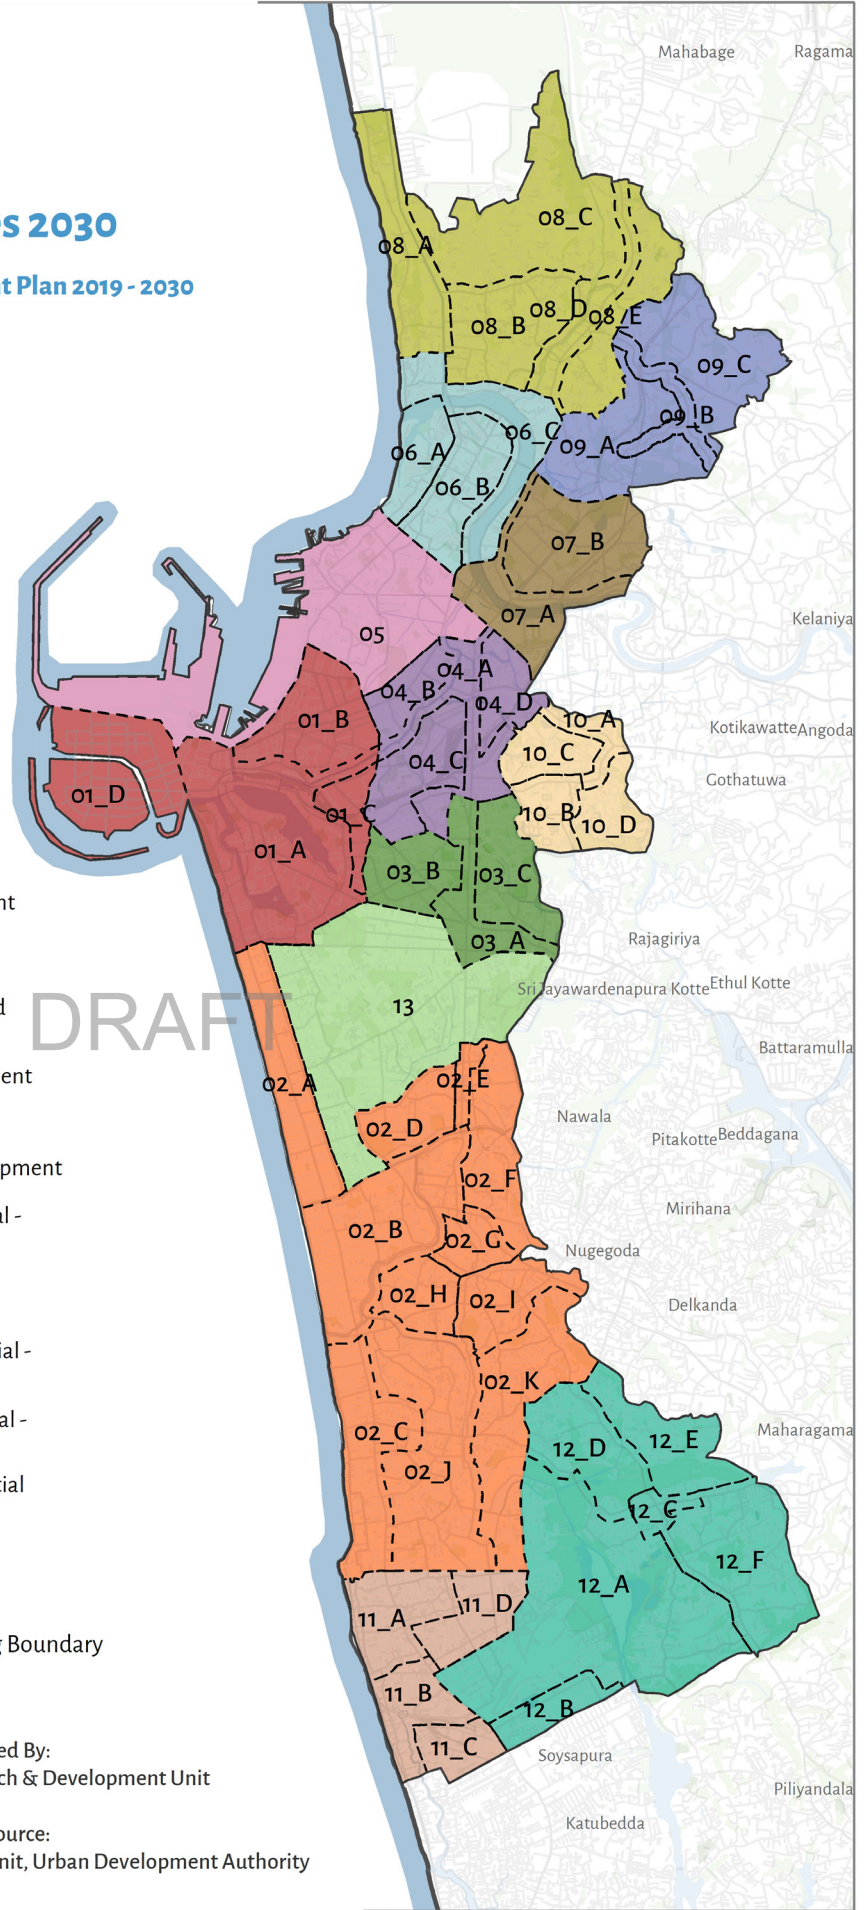 Mahabage
Ragama
08_C
es 2030
08_A
t Plan 2019 - 2030
08_D
08_E
08_B
09_C
09_B
06_C
09_A
06_A
06_B
07_B
07_A
Kelaniya
05
04_A
04_B
04_D
01_B
10_A
Kotikawatte
Angoda
10_C
04_C
Gothatuwa
01_D
01_C
10_B
10_D
01_A
03_B
03_C
nt
Rajagiriya
03_A
Sri Jayawardenapura Kotte
Ethul Kotte
13
d
DRAFT
Battaramulla
ent
02_A
02_E
Nawala
02_D
Pitakotte
Beddagana
pment
02_F
Mirihana
al -
02_B
02_G
Nugegoda
02_H
02_I
Delkanda
ial -
02_K
al -
02_C
12_D
12_E
Maharagama
02_J
tial
12_C
12_F
12_A
11_A
11_D
g Boundary
11_B
12_B
11_C
ed By:
Soysapura
ch & Development Unit
Piliyandala
Katubedda
ource:
nit, Urban Development Authority